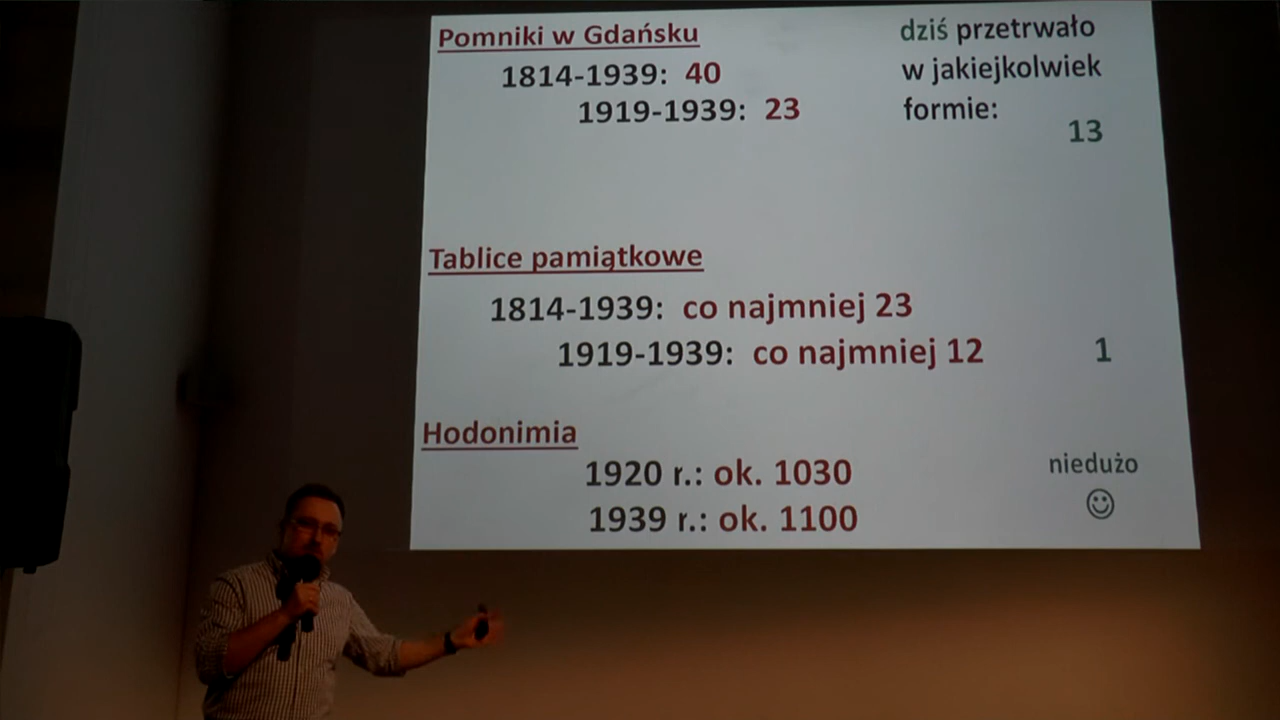 Pomniki w Gdańsku
1814-1939: 40
1919-1939: 23
dziś przetrwało
w jakiejkolwiek
formie:
13
Tablice pamiątkowe
1814-1939: co najmniej 23
1919-1939: co najmniej 12
1
Hodonimia
1920 r.: ok. 1030
1939 r.: ok. 1100
niedużo